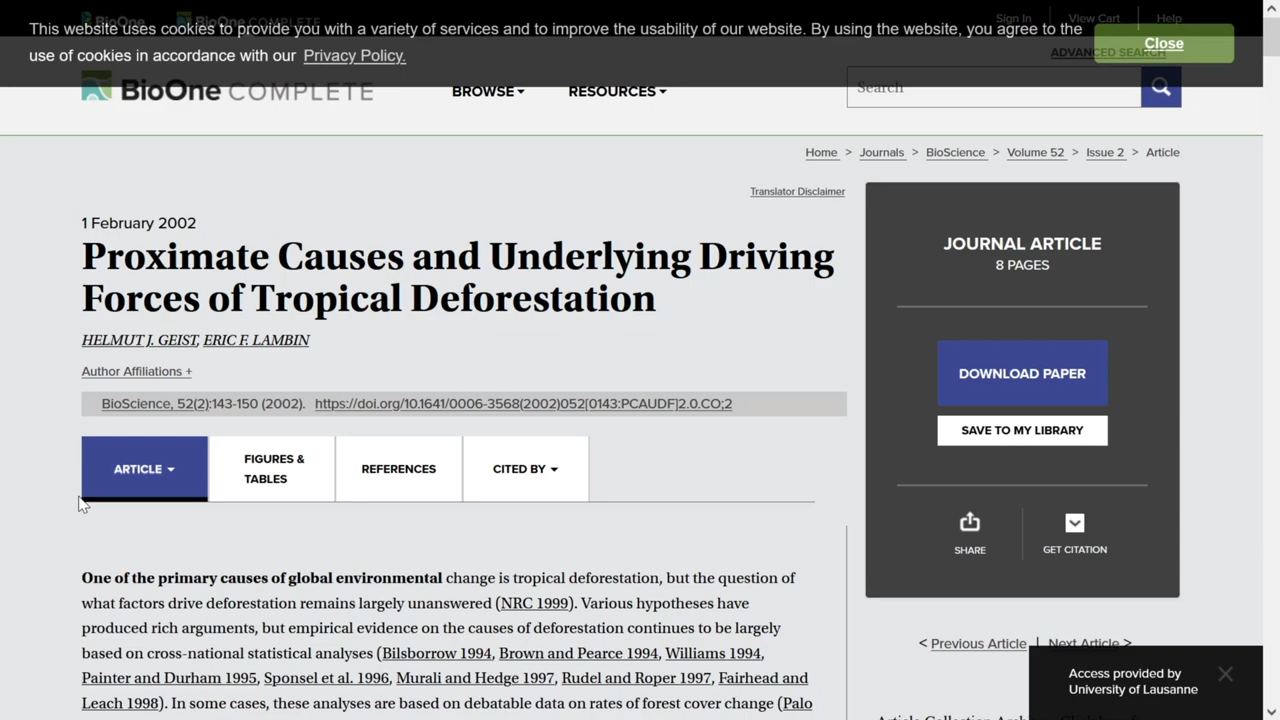 This website uses cookies to provide you with a variety of services and to improve the usability of our website. By using the website, you agree to the
use of cookies in accordance with our Privacy Policy.
Close
BioOne
BioOne COMPLETE
Sign In
View Cart
Help
ADVANCED SEARCH
BioOne COMPLETE
BROWSE
RESOURCES
Search
Home > Journals > BioScience > Volume 52 > Issue 2 > Article
Translator Disclaimer
1 February 2002
Proximate Causes and Underlying Driving
Forces of Tropical Deforestation
HELMUT J. GEIST, ERIC F. LAMBIN
Author Affiliations +
BioScience, 52(2):143-150 (2002). https://doi.org/10.1641/0006-3568(2002)052[0143:PCAUDF]2.0.CO;2
ARTICLE
FIGURES &
TABLES
REFERENCES
CITED BY
One of the primary causes of global environmental change is tropical deforestation, but the question of
what factors drive deforestation remains largely unanswered (NRC 1999). Various hypotheses have
produced rich arguments, but empirical evidence on the causes of deforestation continues to be largely
based on cross-national statistical analyses (Bilsborrow 1994, Brown and Pearce 1994, Williams 1994,
Painter and Durham 1995, Sponsel et al. 1996, Murali and Hedge 1997, Rudel and Roper 1997, Fairhead and
Leach 1998). In some cases, these analyses are based on debatable data on rates of forest cover change (Palo
JOURNAL ARTICLE
8 PAGES
DOWNLOAD PAPER
SAVE TO MY LIBRARY
SHARE
GET CITATION
< Previous Article | Next Article >
Access provided by
University of Lausanne